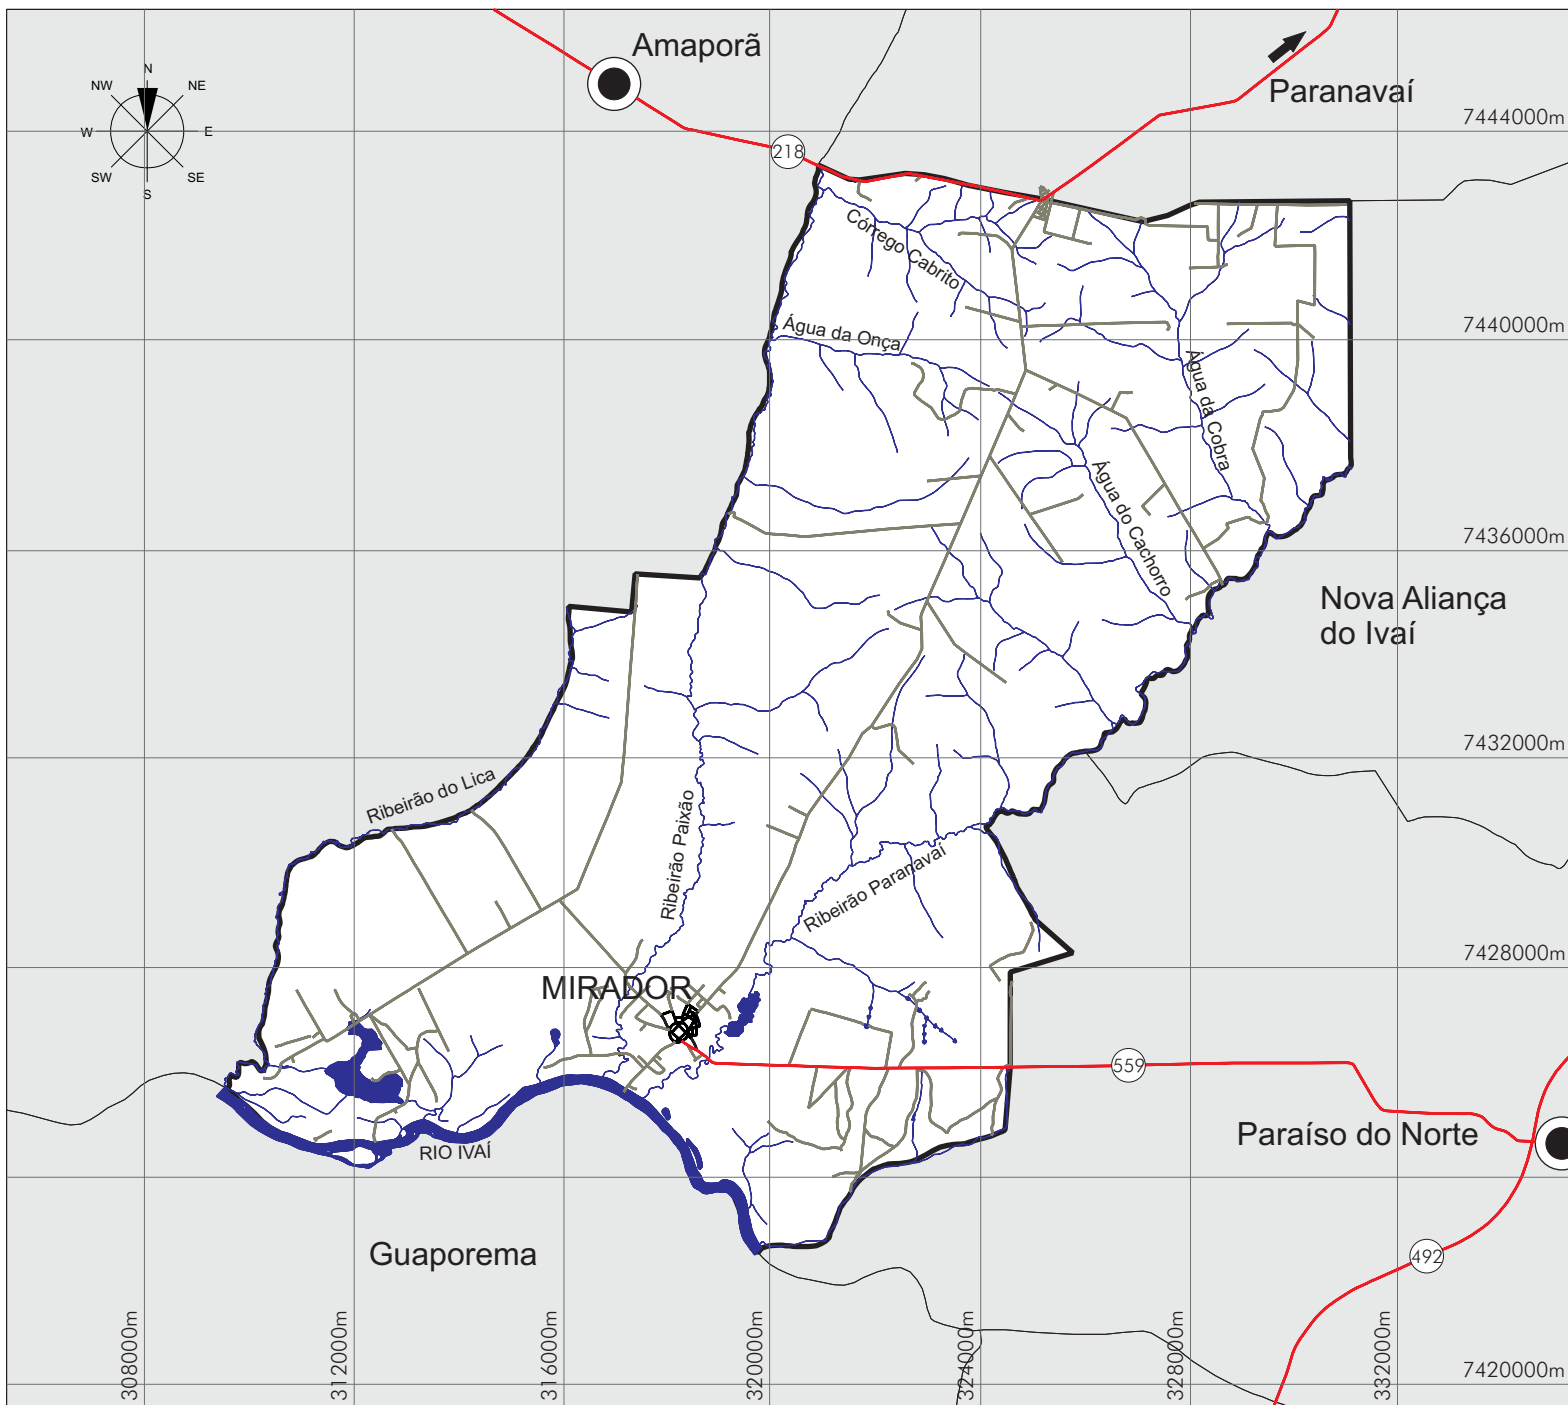 Amaporã
Paranavaí
N
NW
NE
W
E
SW
SE
S
7444000m
218
Córrego Cabrito
Água da Onça
7440000m
Água da Cobra
Água do Cachorro
7436000m
Nova Aliança
do Ivaí
7432000m
Ribeirão do Lica
Ribeirão Paixão
Ribeirão Paranavaí
7428000m
MIRADOR
559
Paraíso do Norte
RIO IVAÍ
Guaporema
492
308000m
312000m
316000m
320000m
324000m
328000m
332000m
7420000m